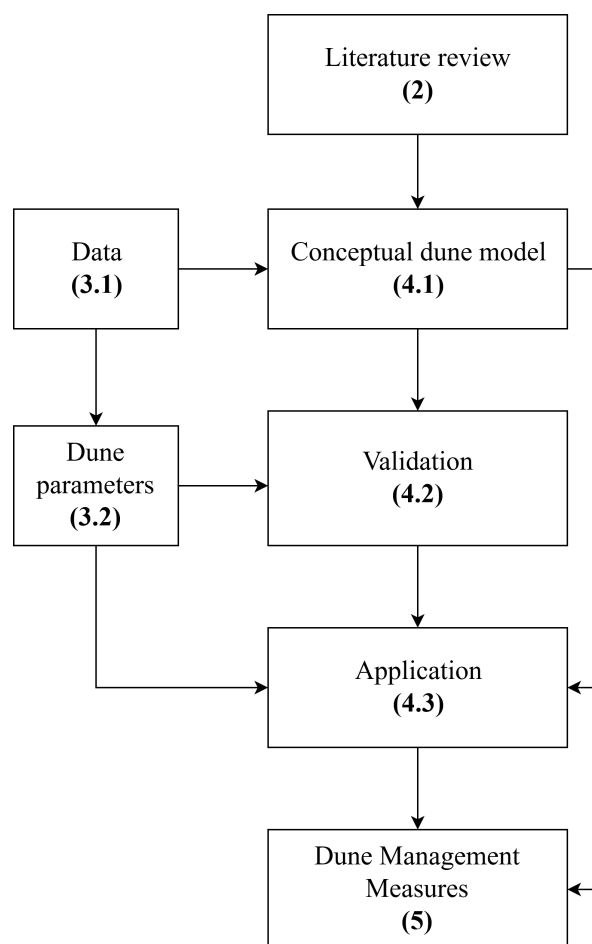 Literature review
(2)
Data
(3.1)
Conceptual dune model
(4.1)
Dune
parameters
(3.2)
Validation
(4.2)
Application
(4.3)
Dune Management
Measures
(5)